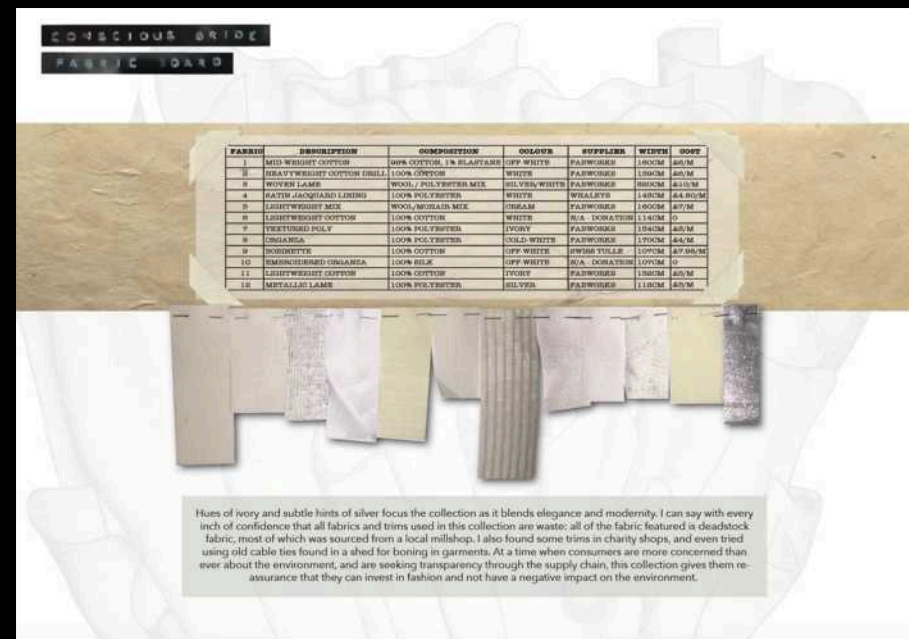 CONSCIOUS BRIDE
FABRIC BOARD
FABRIC DESCRIPTION COMPOSITION COLOUR SUPPLIER WIDTH COST
1 MID-WEIGHT COTTON 99% COTTON, 1% ELASTANE OFF-WHITE FABWORKS 160CM £6/M
2 HEAVYWEIGHT COTTON DRILL 100% COTTON WHITE FABWORKS £6/M
3 WOVEN LAME WOOL / POLYESTER MIX SILVER/WHITE FABWORKS £10/M
4 SATIN JACQUARD LINING 100% POLYESTER WHITE WHALEYS £4.80/M
5 LIGHTWEIGHT MIX WOOL/MOHAIR MIX CREAM FABWORKS 160CM £7/M
6 LIGHTWEIGHT COTTON 100% COTTON WHITE N/A - DONATION 114CM 0
7 TEXTURED POLY 100% POLYESTER IVORY FABWORKS £3/M
8 ORGANZA 100% POLYESTER COLD-WHITE FABWORKS 170CM £4/M
9 BOBINETTE 100% COTTON OFF-WHITE SWISS TULLE 107CM
10 EMBROIDERED ORGANZA 100% SILK OFF-WHITE N/A - DONATION 107CM 0
11 LIGHTWEIGHT COTTON 100% COTTON IVORY FABWORKS £5/M
12 METALLIC LAME 100% POLYESTER SILVER FABWORKS £3/M
Hues of ivory and subtle hints of silver focus the collection as it blends elegance and modernity. I can say with every
inch of confidence that all fabrics and trims used in this collection are waste: all of the fabric featured is deadstock
fabric, most of which was sourced from a local millshop. I also found some trims in charity shops, and even tried
using old cable ties found in a shed for boning in garments. At a time when consumers are more concerned than
ever about the environment, and are seeking transparency through the supply chain, this collection gives them re-
assurance that they can invest in fashion and not have a negative impact on the environment.